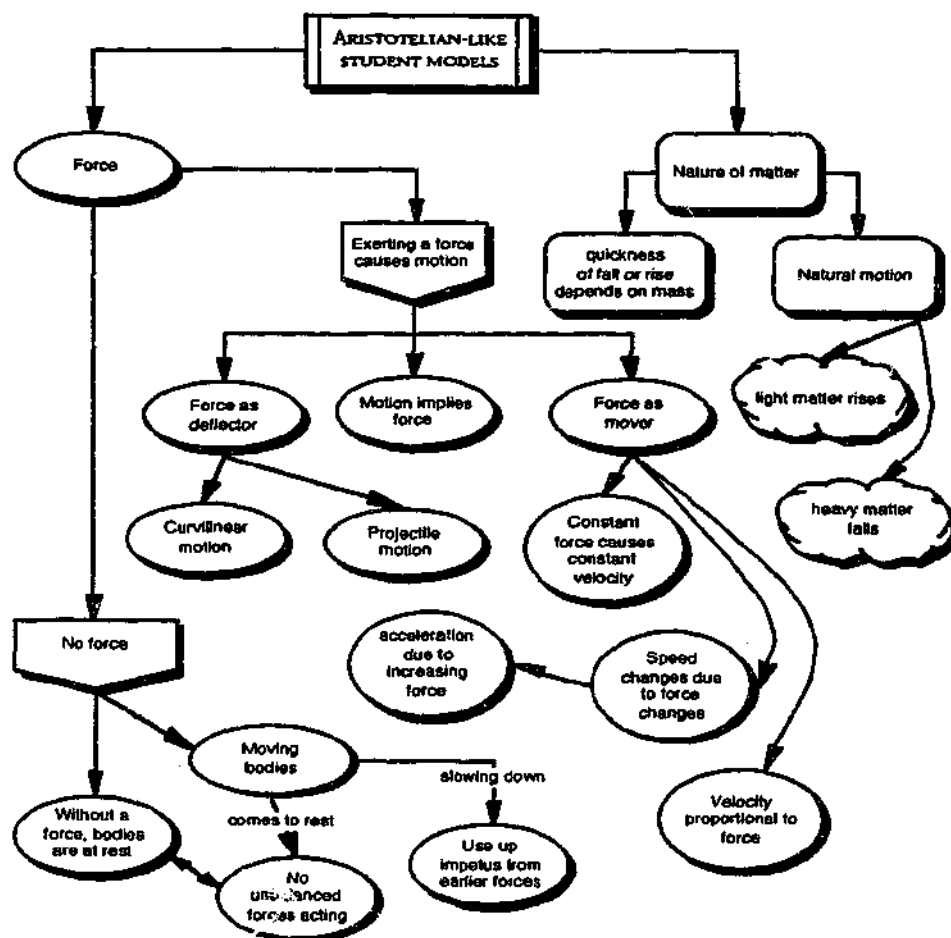 ARISTOTELIAN-LIKE
STUDENT MODELS
Force
Nature of matter
Exerting a force
causes motion
quickness
of fall or rise
depends on mass
Natural motion
Force as
deflector
Motion implies
force
Force as
mover
light matter rises
Curvilinear
motion
Projectile
motion
Constant
force causes
constant
velocity
heavy matter
falls
No force
acceleration
due to
increasing
force
Speed
changes due
to force
changes
Moving
bodies
slowing down
Without a
force, bodies
are at rest
comes to rest
Use up
impetus from
earlier forces
Velocity
proportional to
force
No
unbalanced
forces acting